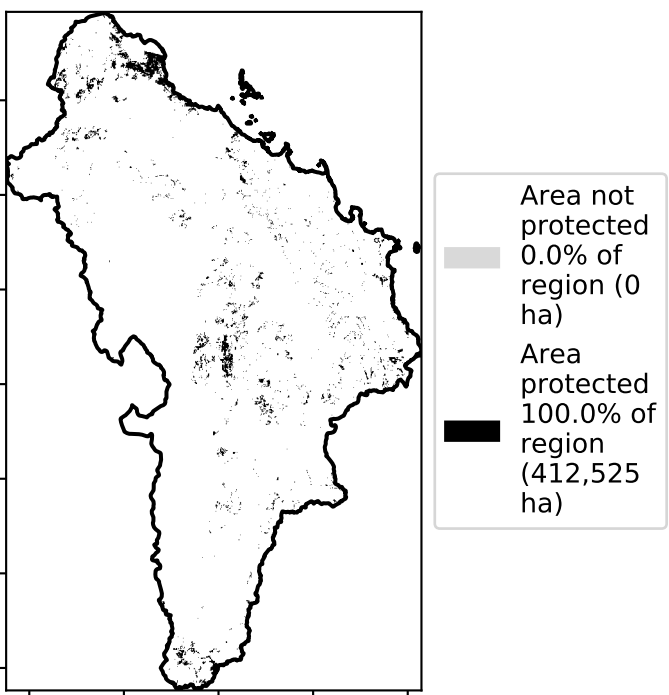 Area not
protected
0.0% of
region (0
ha)
Area
protected
100.0% of
region
(412,525
ha)